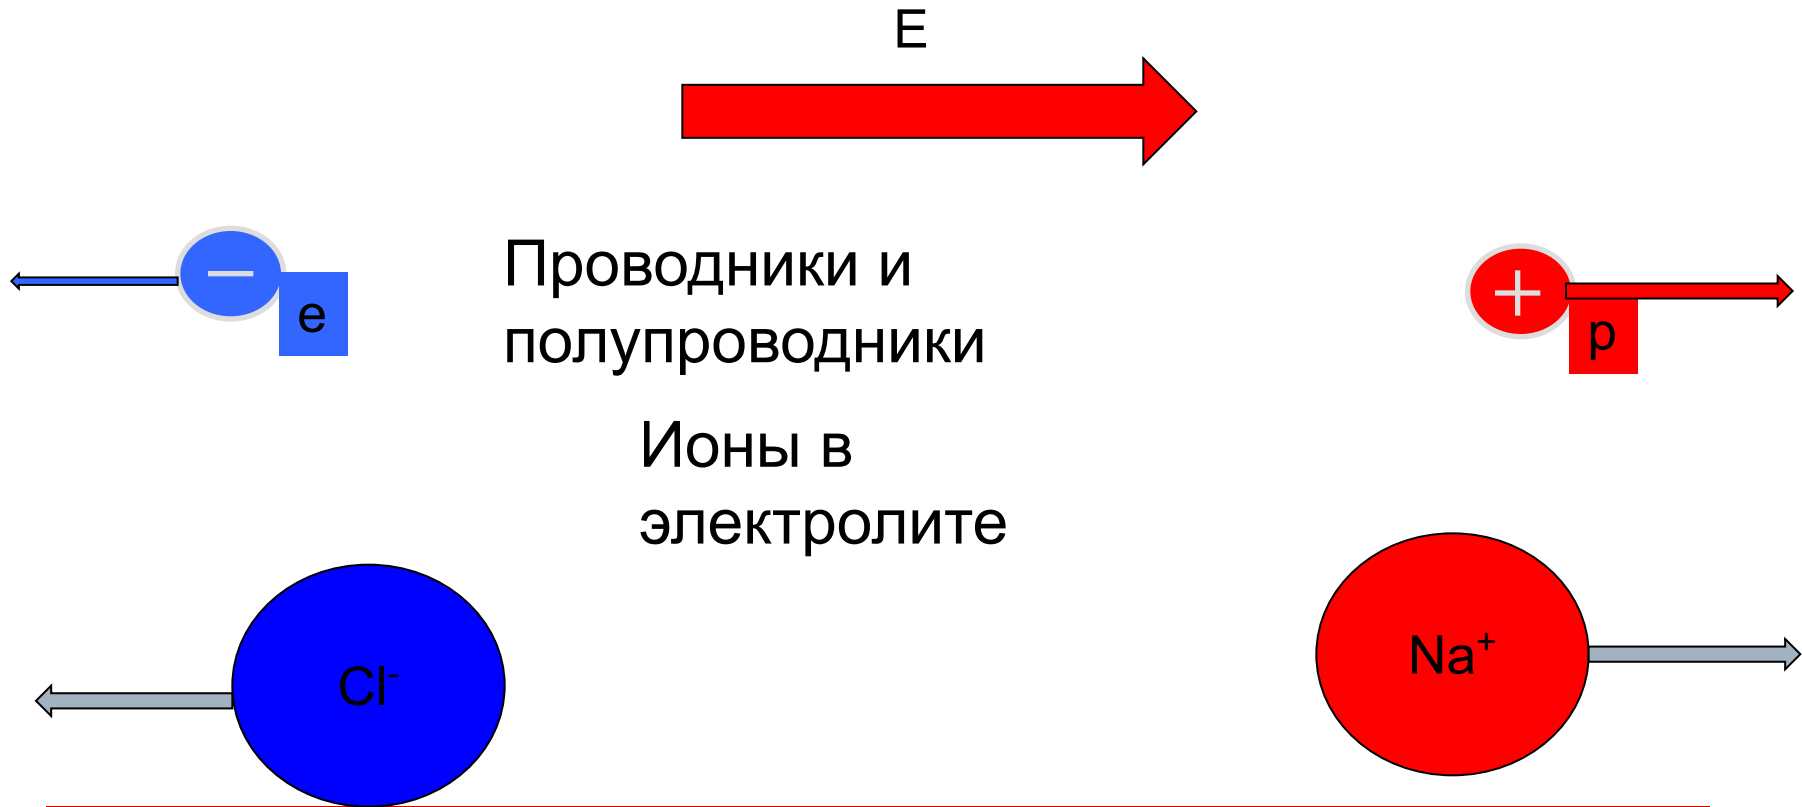 E
Проводники и
полупроводники
e
p
Ионы в
электролите
Cl⁻
Na⁺